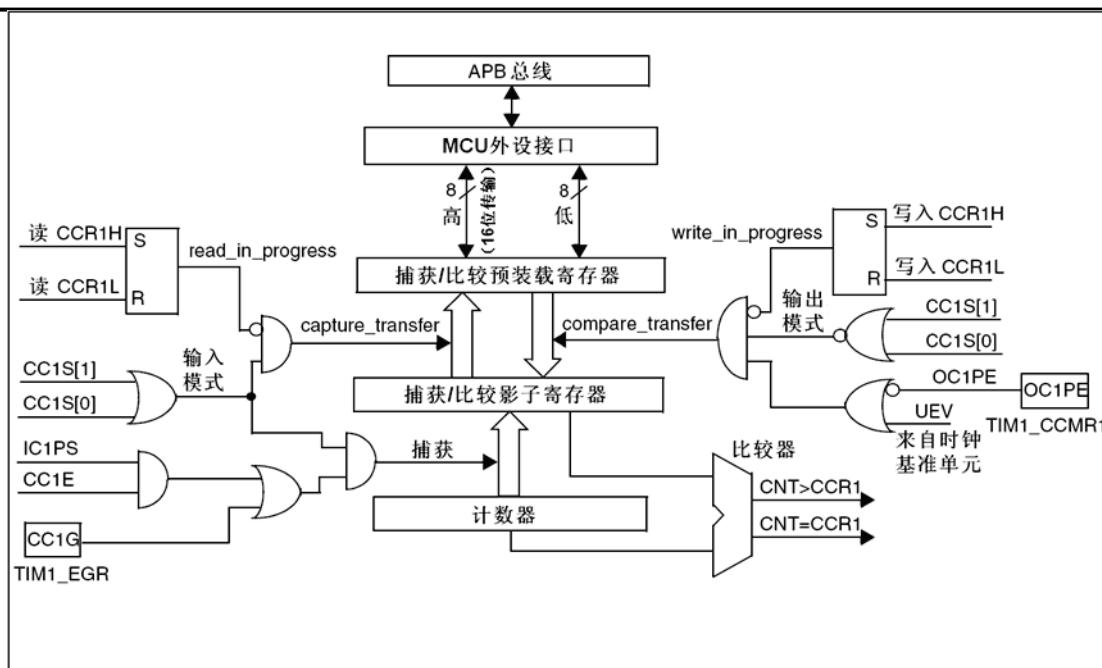 APB 总线
MCU外设接口
8
高
(16位传输)
8
低
读 CCR1H
S
read_in_progress
读 CCR1L
R
write_in_progress
S
写入 CCR1H
R
写入 CCR1L
捕获/比较预装载寄存器
capture_transfer
compare_transfer
输出
模式
CC1S[1]
CC1S[0]
输入
模式
CC1S[1]
CC1S[0]
捕获/比较影子寄存器
OC1PE
OC1PE
UEV
TIM1_CCMR1
来自时钟
基准单元
IC1PS
CC1E
捕获
比较器
CNT>CCR1
CNT=CCR1
计数器
CC1G
TIM1_EGR